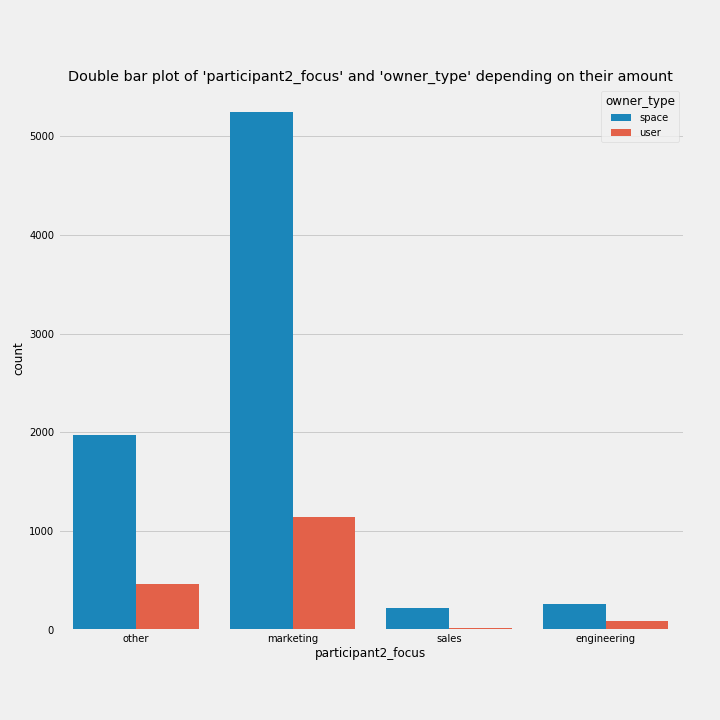 Double bar plot of 'participant2_focus' and 'owner_type' depending on their amount
owner_type
space
user
5000
4000
3000
2000
1000
0
count
other
marketing
sales
engineering
participant2_focus